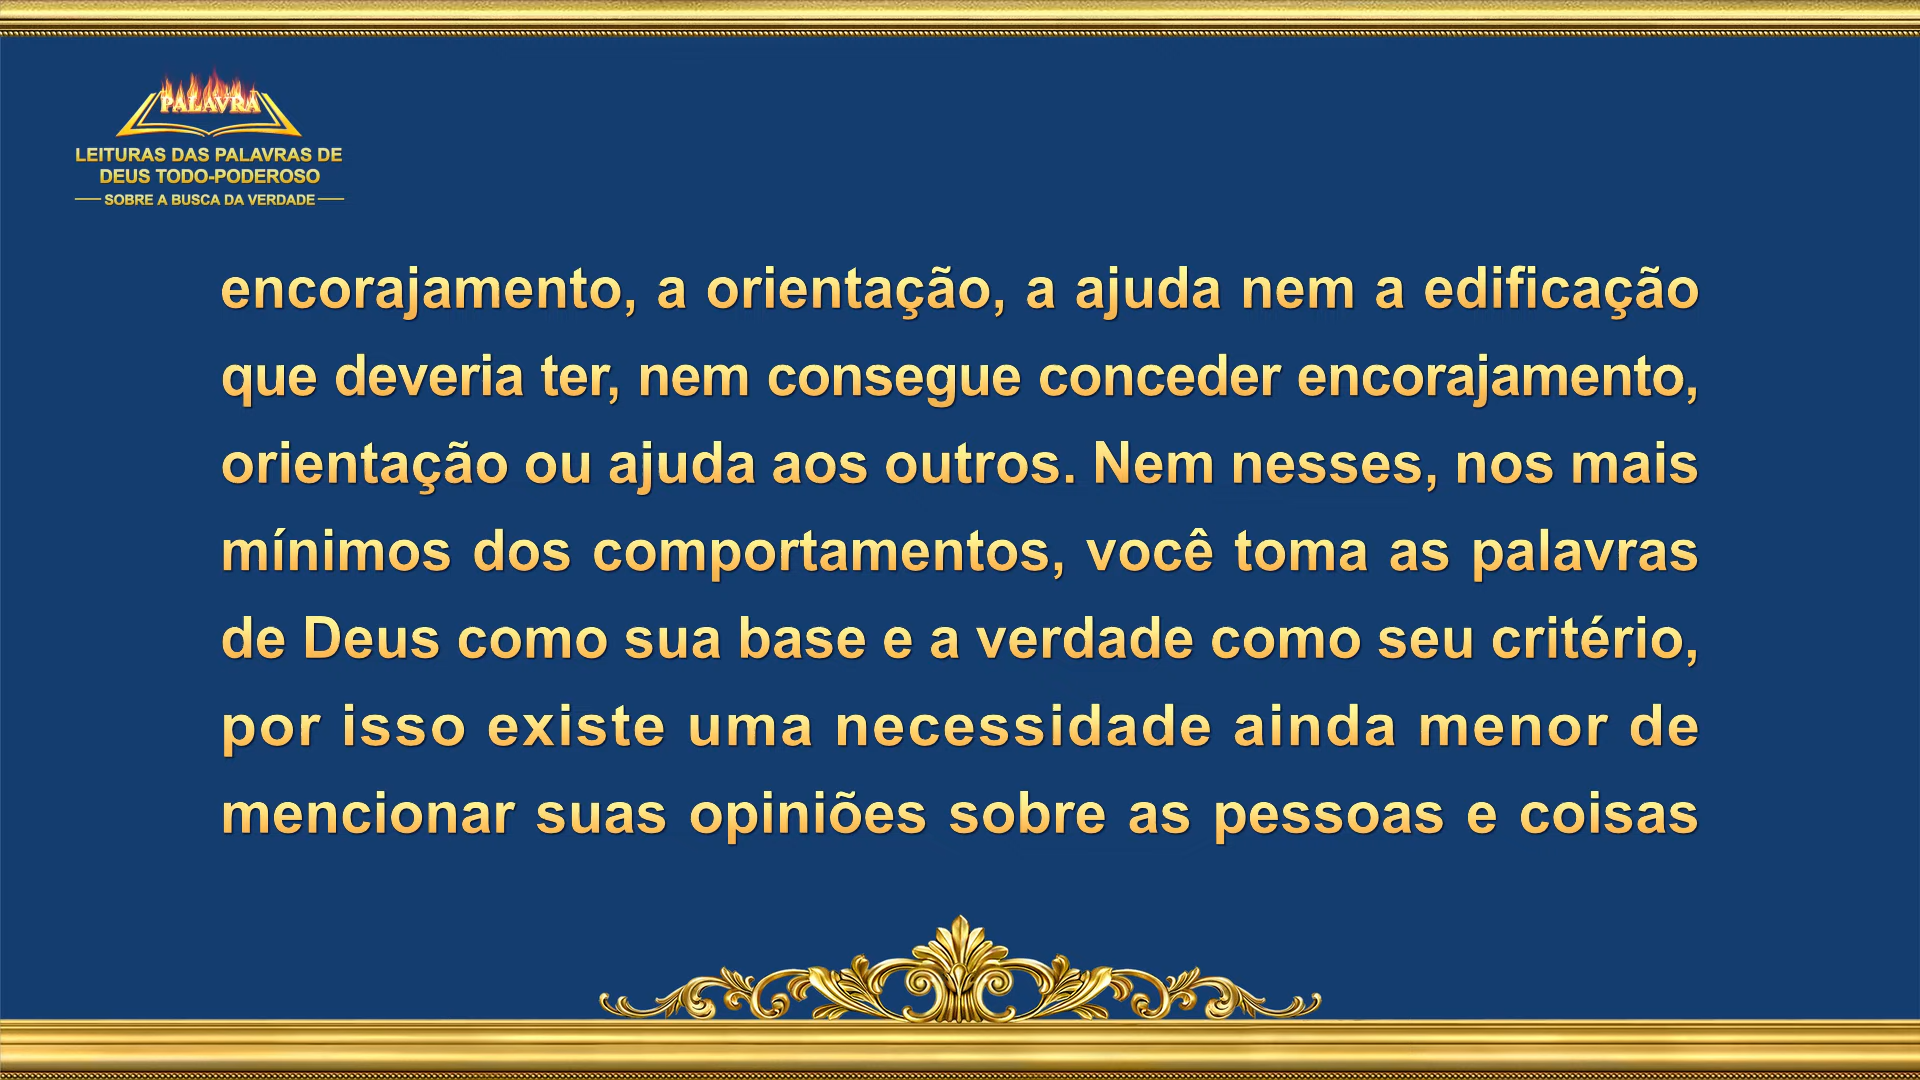 PALAVRA
LEITURAS DAS PALAVRAS DE
DEUS TODO-PODEROSO
SOBRE A BUSCA DA VERDADE
encorajamento, a orientação, a ajuda nem a edificação
que deveria ter, nem consegue conceder encorajamento,
orientação ou ajuda aos outros. Nem nesses, nos mais
mínimos dos comportamentos, você toma as palavras
de Deus como sua base e a verdade como seu critério,
por isso existe uma necessidade ainda menor de
mencionar suas opiniões sobre as pessoas e coisas